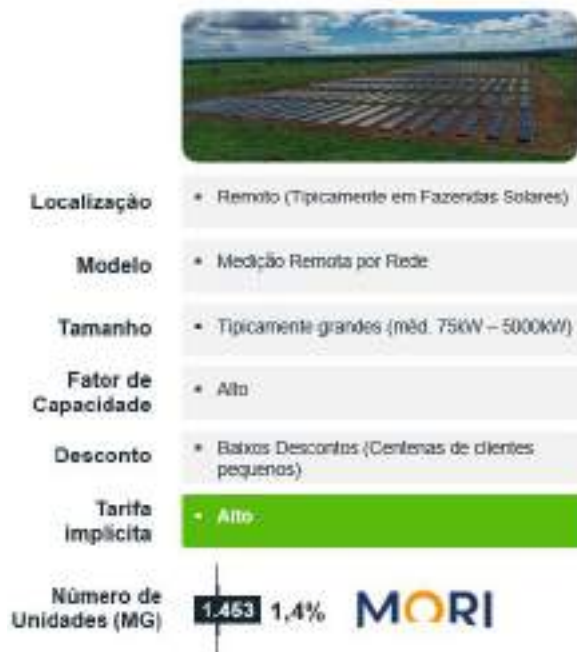 Localização
• Remoto (Tipicamente em Fazendas Solares)
Modelo
• Medição Remota por Rede
Tamanho
• Tipicamente grandes (méd. 75kW – 5000kW)
Fator de
Capacidade
• Alto
Desconto
• Baixos Descontos (Centenas de clientes
pequenos)
Tarifa
implícita
• Alto
Número de
Unidades (MG)
1.453 1,4%
MORI